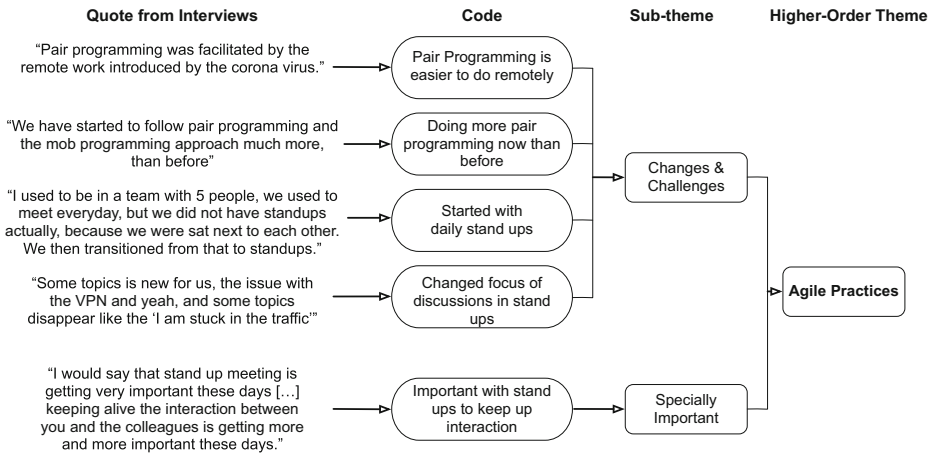 Quote from Interviews Code Sub-theme Higher-Order Theme
“Pair programming was facilitated by the
remote work introduced by the corona virus.”
Pair Programming is
easier to do remotely
“We have started to follow pair programming and
the mob programming approach much more,
than before”
Doing more pair
programming now than
before
“I used to be in a team with 5 people, we used to
meet everyday, but we did not have standups
actually, because we were sat next to each other.
We then transitioned from that to standups.”
Started with
daily stand ups
“Some topics is new for us, the issue with
the VPN and yeah, and some topics
disappear like the ‘I am stuck in the traffic’”
Changed focus of
discussions in stand
ups
Changes &
Challenges
“I would say that stand up meeting is
getting very important these days [...]
keeping alive the interaction between
you and the colleagues is getting more
and more important these days.”
Important with stand
ups to keep up
interaction
Specially
Important
Agile Practices